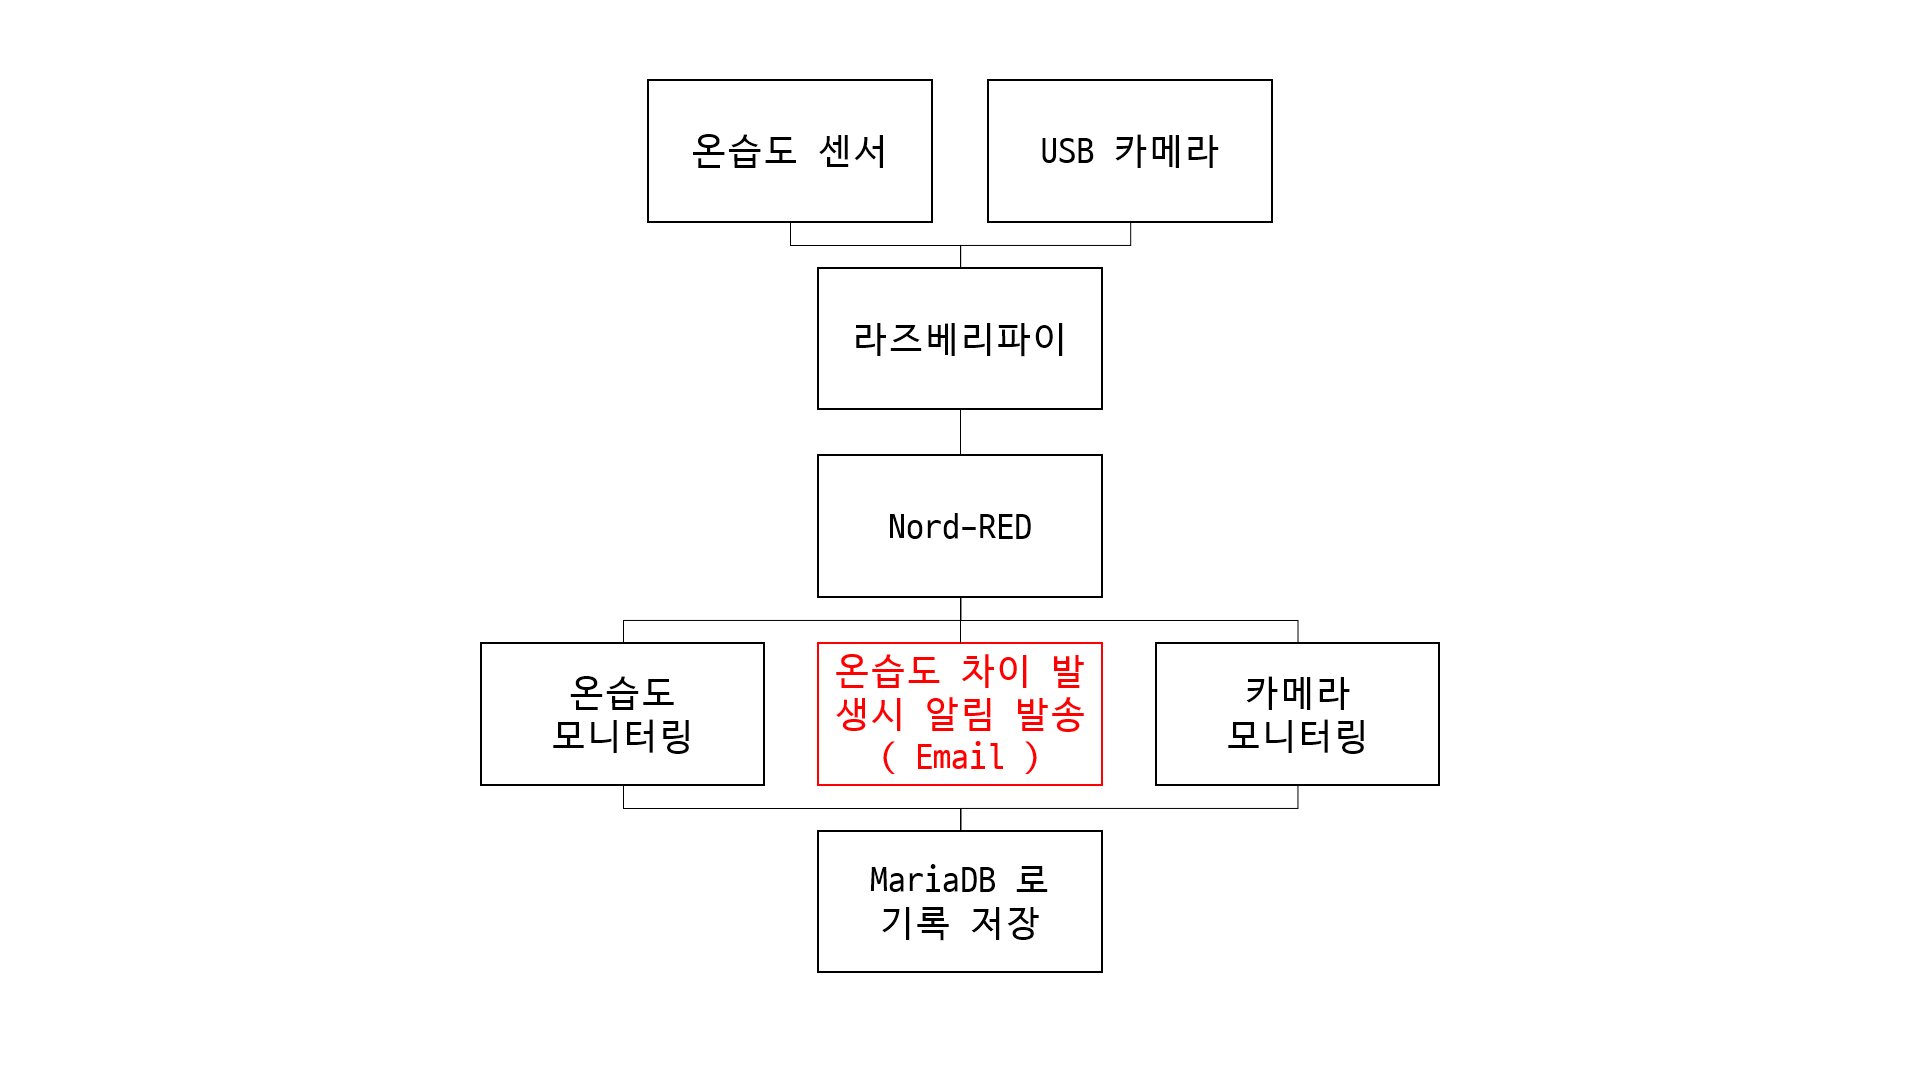 온습도 센서
USB 카메라
라즈베리파이
Nord-RED
온습도
모니터링
온습도 차이 발
생시 알림 발송
( Email )
카메라
모니터링
MariaDB 로
기록 저장